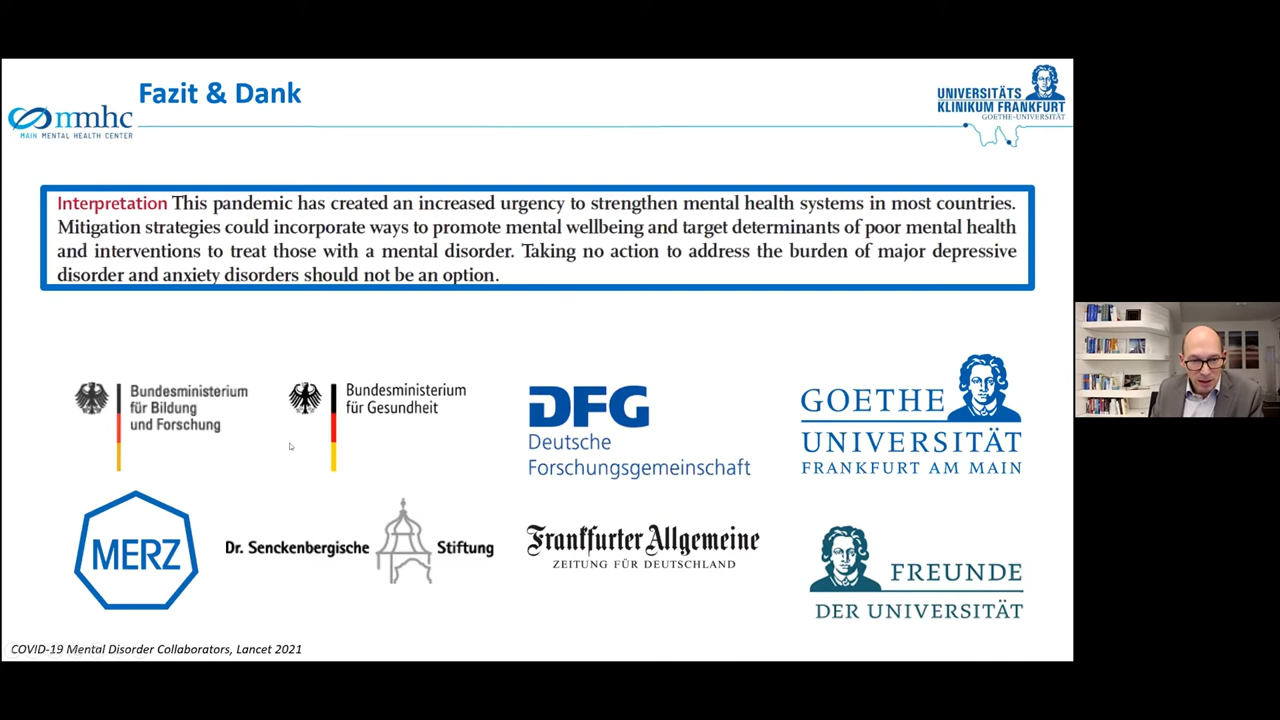 Fazit & Dank
mmhc
MAIN MENTAL HEALTH CENTER
UNIVERSITÄTS
KLINIKUM FRANKFURT
GOETHE-UNIVERSITÄT
Interpretation This pandemic has created an increased urgency to strengthen mental health systems in most countries.
Mitigation strategies could incorporate ways to promote mental wellbeing and target determinants of poor mental health
and interventions to treat those with a mental disorder. Taking no action to address the burden of major depressive
disorder and anxiety disorders should not be an option.
Bundesministerium
für Bildung
und Forschung
Bundesministerium
für Gesundheit
DFG
Deutsche
Forschungsgemeinschaft
GOETHE
UNIVERSITÄT
FRANKFURT AM MAIN
MERZ
Dr. Senckenbergische Stiftung
Frankfurter Allgemeine
ZEITUNG FÜR DEUTSCHLAND
FREUNDE
DER UNIVERSITÄT
COVID-19 Mental Disorder Collaborators, Lancet 2021